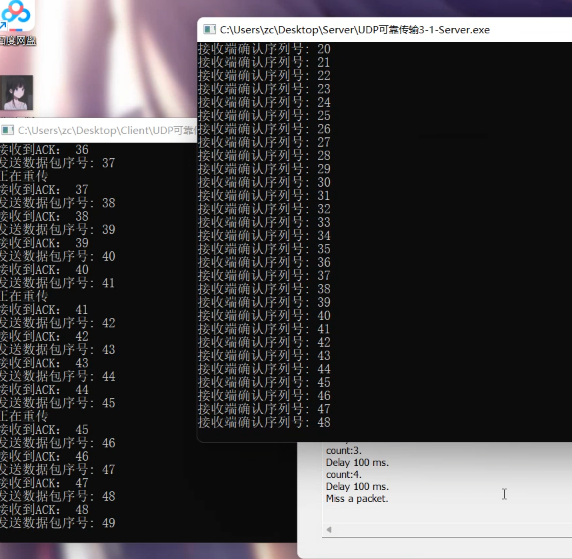 百度网盘
C:\Users\zc\Desktop\Server\UDP可靠传输3-1-Server.exe
接收端确认序列号: 20
接收端确认序列号: 21
接收端确认序列号: 22
接收端确认序列号: 23
接收端确认序列号: 24
接收端确认序列号: 25
接收端确认序列号: 26
接收端确认序列号: 27
接收端确认序列号: 28
接收端确认序列号: 29
接收端确认序列号: 30
接收端确认序列号: 31
接收端确认序列号: 32
接收端确认序列号: 33
接收端确认序列号: 34
接收端确认序列号: 35
接收端确认序列号: 36
接收端确认序列号: 37
接收端确认序列号: 38
接收端确认序列号: 39
接收端确认序列号: 40
接收端确认序列号: 41
接收端确认序列号: 42
接收端确认序列号: 43
接收端确认序列号: 44
接收端确认序列号: 45
接收端确认序列号: 46
接收端确认序列号: 47
接收端确认序列号: 48
C:\Users\zc\Desktop\Client\UDP可靠
接收到ACK: 36
发送数据包序号: 37
正在重传
接收到ACK: 37
发送数据包序号: 38
接收到ACK: 38
发送数据包序号: 39
接收到ACK: 39
发送数据包序号: 40
接收到ACK: 40
发送数据包序号: 41
正在重传
接收到ACK: 41
发送数据包序号: 42
接收到ACK: 42
发送数据包序号: 43
接收到ACK: 43
发送数据包序号: 44
接收到ACK: 44
发送数据包序号: 45
正在重传
接收到ACK: 45
发送数据包序号: 46
接收到ACK: 46
发送数据包序号: 47
接收到ACK: 47
发送数据包序号: 48
接收到ACK: 48
发送数据包序号: 49
count:3.
Delay 100 ms.
count:4.
Delay 100 ms.
Miss a packet.